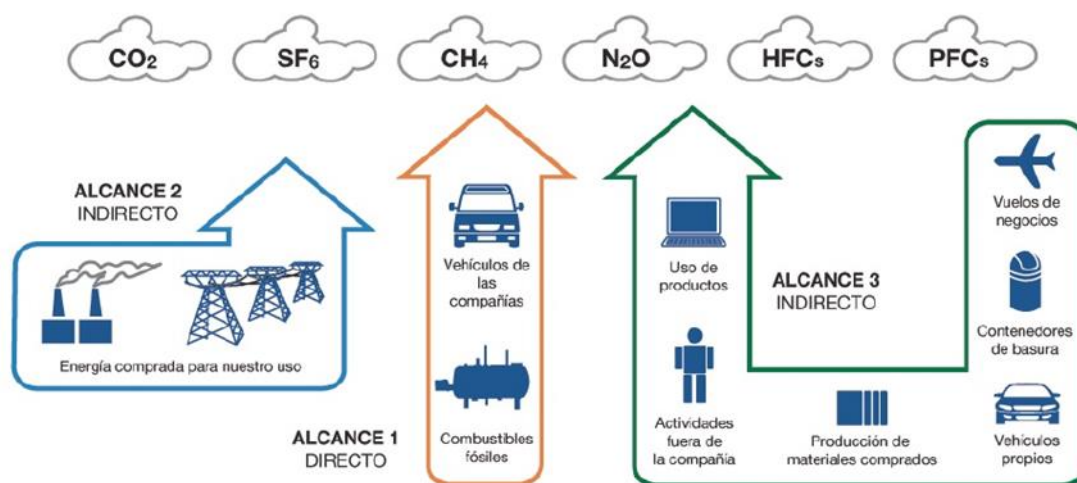 CO2
SF6
CH4
N2O
HFCs
PFCs
ALCANCE 2
INDIRECTO
Energía comprada para nuestro uso
ALCANCE 1
DIRECTO
Vehículos de
las
compañías
Combustibles
fósiles
Uso de
productos
Actividades
fuera de
la compañía
ALCANCE 3
INDIRECTO
Producción de
materiales comprados
Vuelos de
negocios
Contenedores
de basura
Vehículos
propios